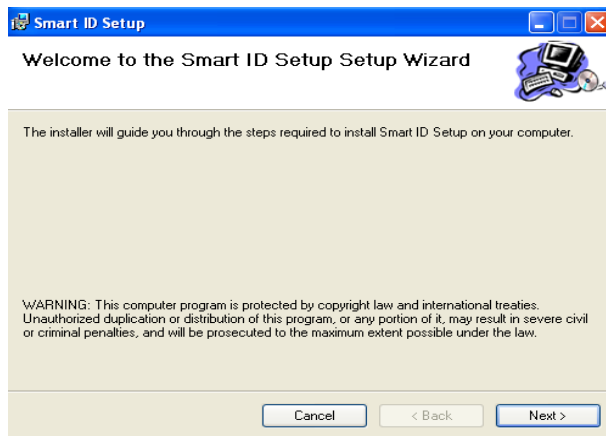 Smart ID Setup
Welcome to the Smart ID Setup Setup Wizard
The installer will guide you through the steps required to install Smart ID Setup on your computer.
WARNING: This computer program is protected by copyright law and international treaties.
Unauthorized duplication or distribution of this program, or any portion of it, may result in severe civil
or criminal penalties, and will be prosecuted to the maximum extent possible under the law.
Cancel
< Back
Next >